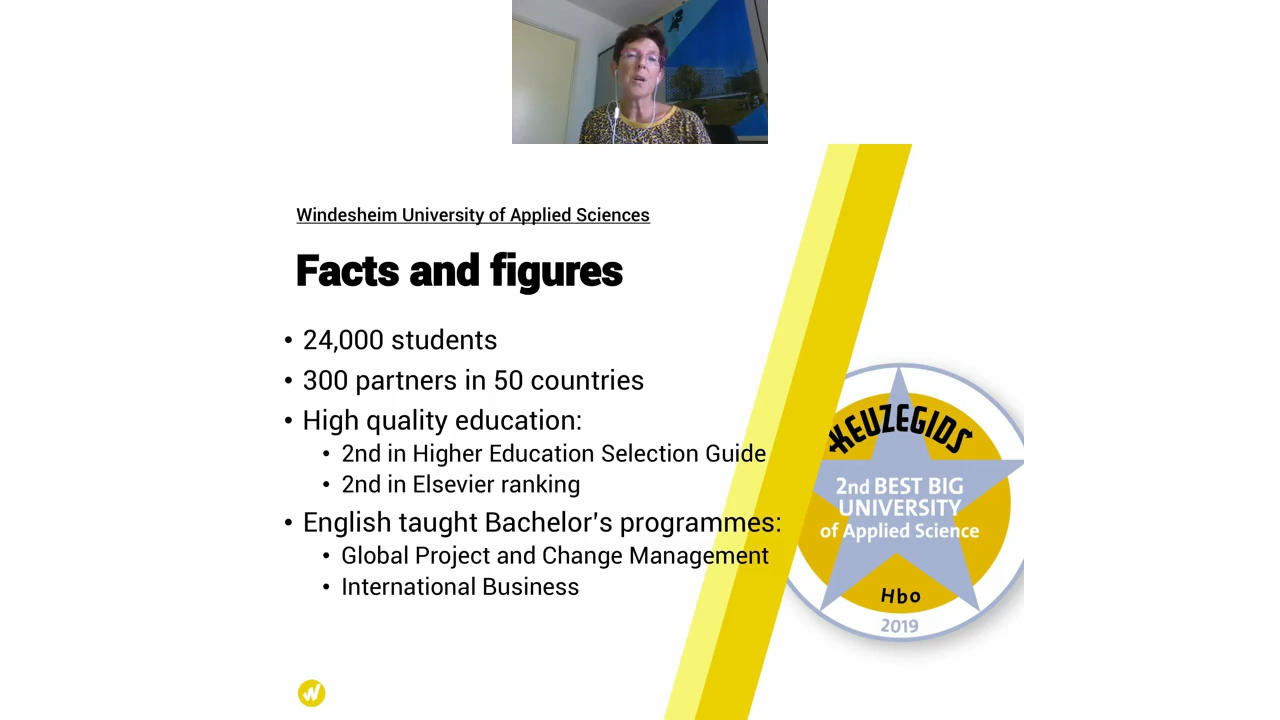 Windesheim University of Applied Sciences
Facts and figures
• 24,000 students
• 300 partners in 50 countries
• High quality education:
• 2nd in Higher Education Selection Guide
• 2nd in Elsevier ranking
• English taught Bachelor's programmes:
• Global Project and Change Management
• International Business
KEUZEGIDS
2nd BEST BIG
UNIVERSITY
of Applied Science
Hbo
2019
W